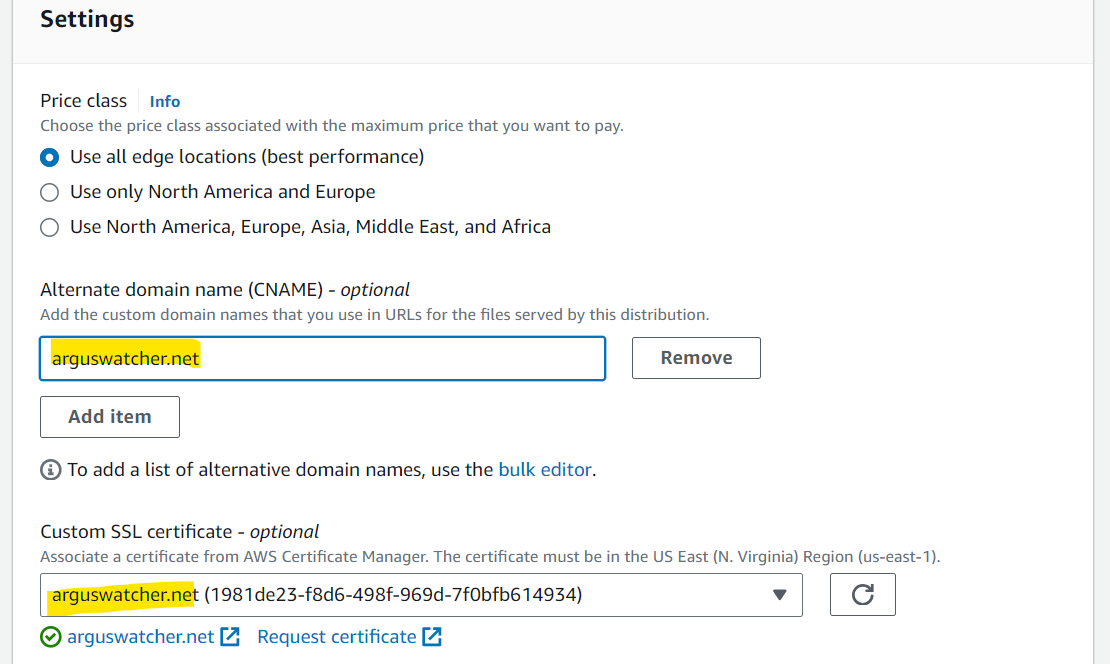 Settings
Price class Info
Choose the price class associated with the maximum price that you want to pay.
Use all edge locations (best performance)
Use only North America and Europe
Use North America, Europe, Asia, Middle East, and Africa
Alternate domain name (CNAME) - optional
Add the custom domain names that you use in URLs for the files served by this distribution.
arguswatcher.net Remove
Add item
To add a list of alternative domain names, use the bulk editor.
Custom SSL certificate - optional
Associate a certificate from AWS Certificate Manager. The certificate must be in the US East (N. Virginia) Region (us-east-1).
arguswatcher.net (1981de23-f8d6-498f-969d-7f0bfb614934)
arguswatcher.net Request certificate